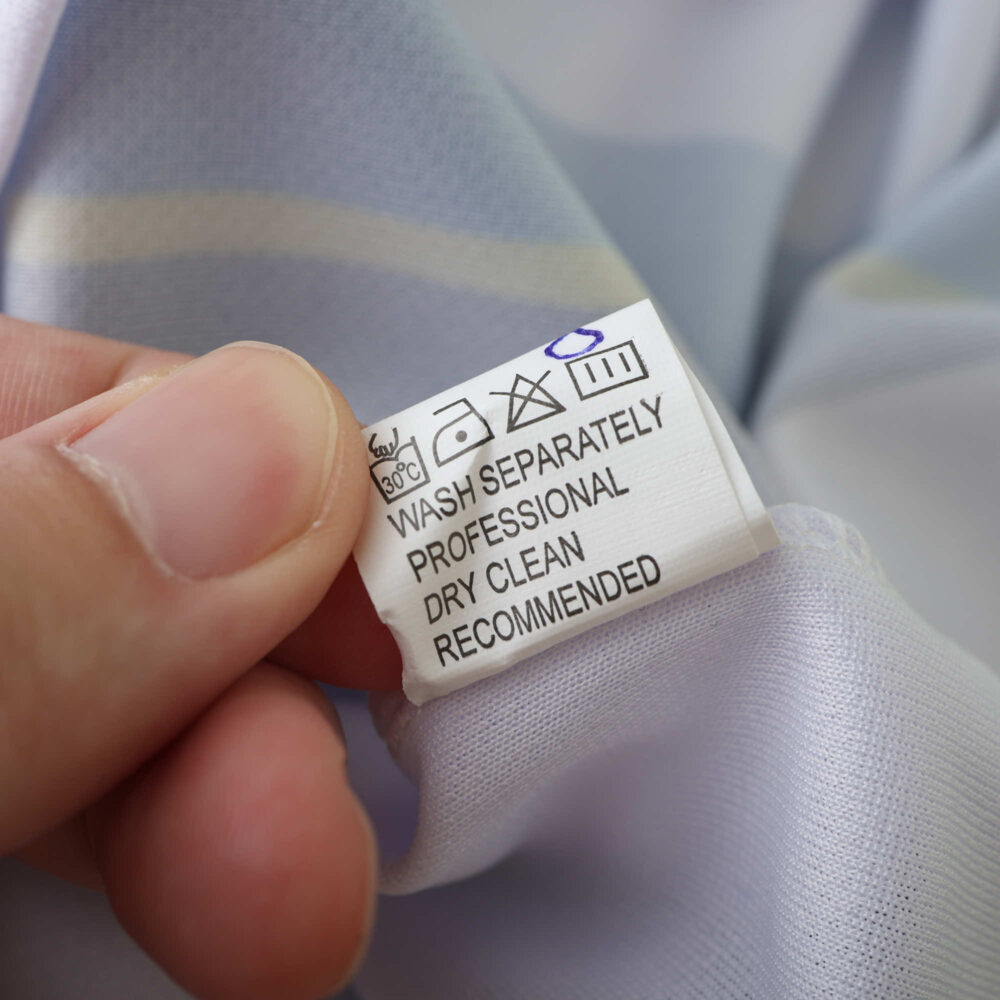 30°C
WASH SEPARATELY
PROFESSIONAL
DRY CLEAN
RECOMMENDED